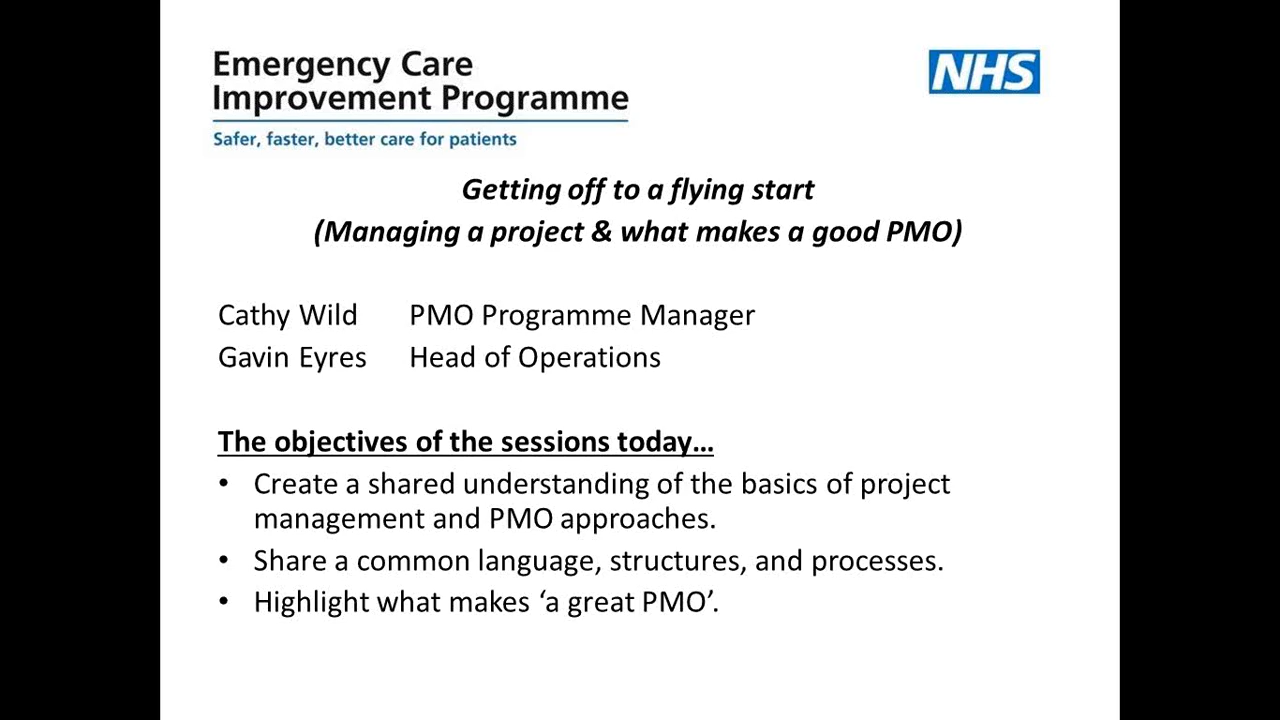 Emergency Care
Improvement Programme
NHS
Safer, faster, better care for patients
Getting off to a flying start
(Managing a project & what makes a good PMO)
Cathy Wild PMO Programme Manager
Gavin Eyres Head of Operations
The objectives of the sessions today...
• Create a shared understanding of the basics of project
management and PMO approaches.
• Share a common language, structures, and processes.
• Highlight what makes ‘a great PMO’.